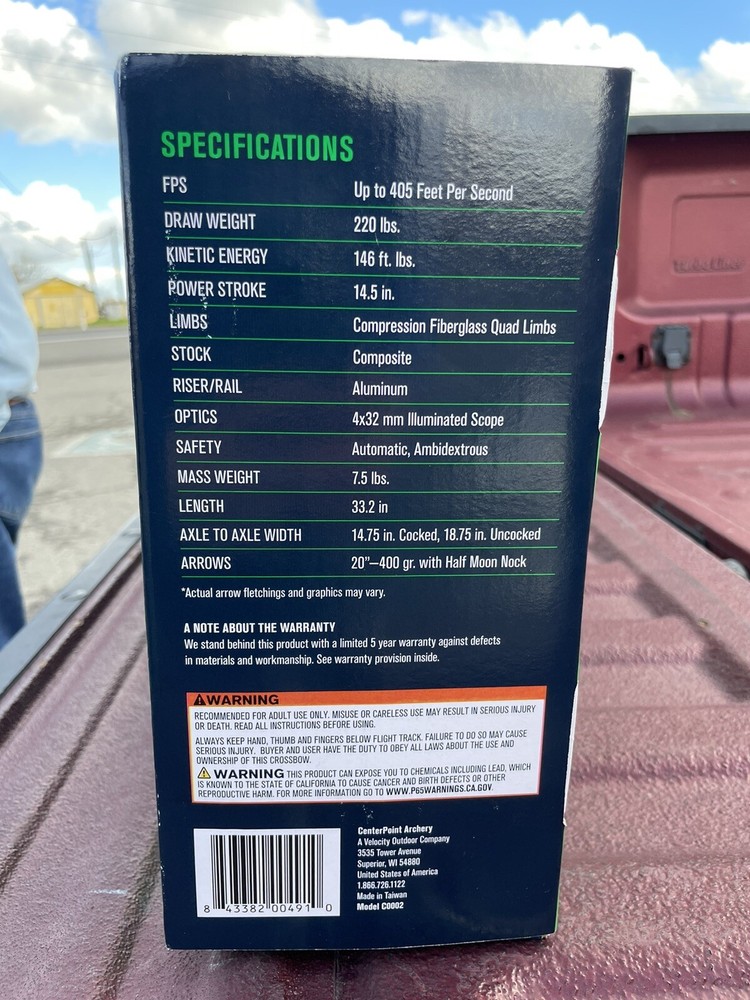 SPECIFICATIONS
FPS Up to 405 Feet Per Second
DRAW WEIGHT 220 lbs.
KINETIC ENERGY 146 ft. lbs.
POWER STROKE 14.5 in.
LIMBS Compression Fiberglass Quad Limbs
STOCK Composite
RISER/RAIL Aluminum
OPTICS 4x32 mm Illuminated Scope
SAFETY Automatic, Ambidextrous
MASS WEIGHT 7.5 lbs.
LENGTH 33.2 in
AXLE TO AXLE WIDTH 14.75 in. Cocked, 18.75 in. Uncocked
ARROWS 20”–400 gr. with Half Moon Nock
*Actual arrow fletchings and graphics may vary.
A NOTE ABOUT THE WARRANTY
We stand behind this product with a limited 5 year warranty against defects
in materials and workmanship. See warranty provision inside.
WARNING
RECOMMENDED FOR ADULT USE ONLY. MISUSE OR CARELESS USE MAY RESULT IN SERIOUS INJURY
OR DEATH. READ ALL INSTRUCTIONS BEFORE USING.
ALWAYS KEEP HAND, THUMB AND FINGERS BELOW FLIGHT TRACK. FAILURE TO DO SO MAY CAUSE
SERIOUS INJURY. BUYER AND USER HAVE THE DUTY TO OBEY ALL LAWS ABOUT THE USE AND
OWNERSHIP OF THIS CROSSBOW.
WARNING THIS PRODUCT CAN EXPOSE YOU TO CHEMICALS INCLUDING LEAD, WHICH
IS KNOWN TO THE STATE OF CALIFORNIA TO CAUSE CANCER AND BIRTH DEFECTS OR OTHER
REPRODUCTIVE HARM. FOR MORE INFORMATION GO TO WWW.P65WARNINGS.CA.GOV.
8 43382 00491 0
CenterPoint Archery
A Velocity Outdoor Company
3535 Tower Avenue
Superior, WI 54880
United States of America
1.866.726.1122
Made in Taiwan
Model C0002